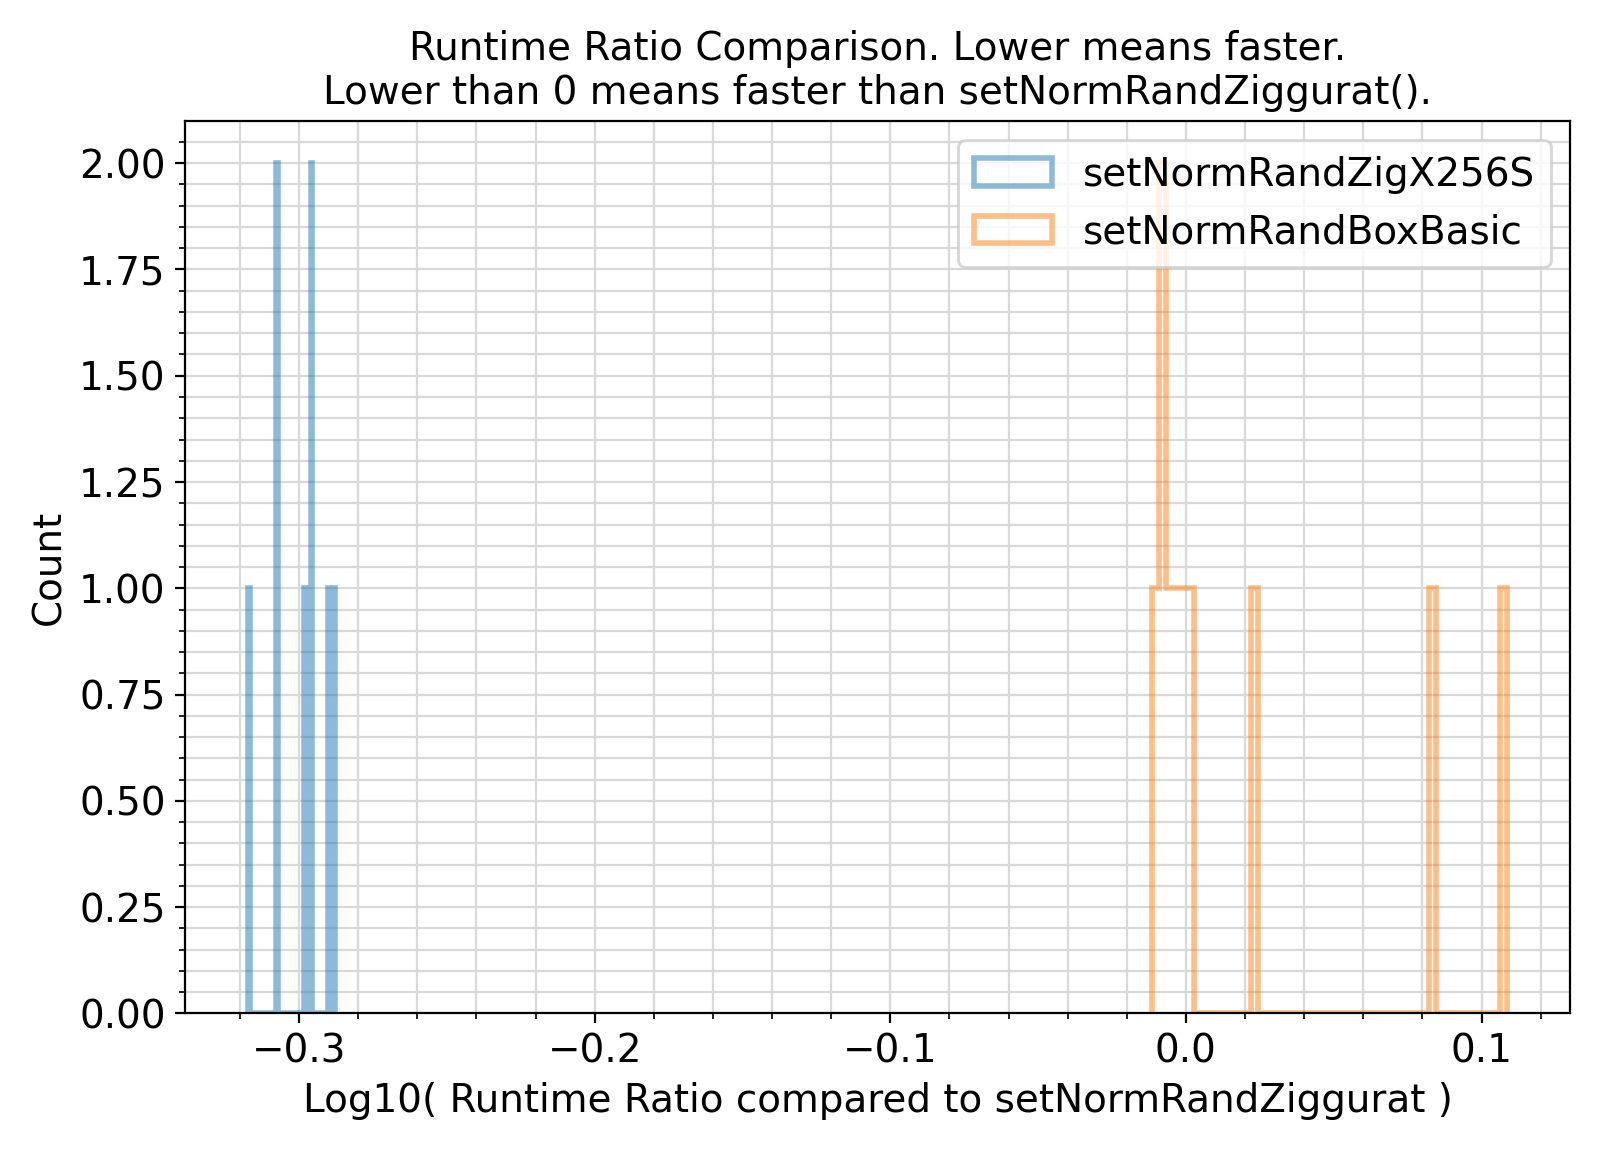 Runtime Ratio Comparison. Lower means faster.
Lower than 0 means faster than setNormRandZiggurat().
setNormRandZigX256S
setNormRandBoxBasic
Count
2.00
1.75
1.50
1.25
1.00
0.75
0.50
0.25
0.00
−0.3
−0.2
−0.1
0.0
0.1
Log10( Runtime Ratio compared to setNormRandZiggurat )